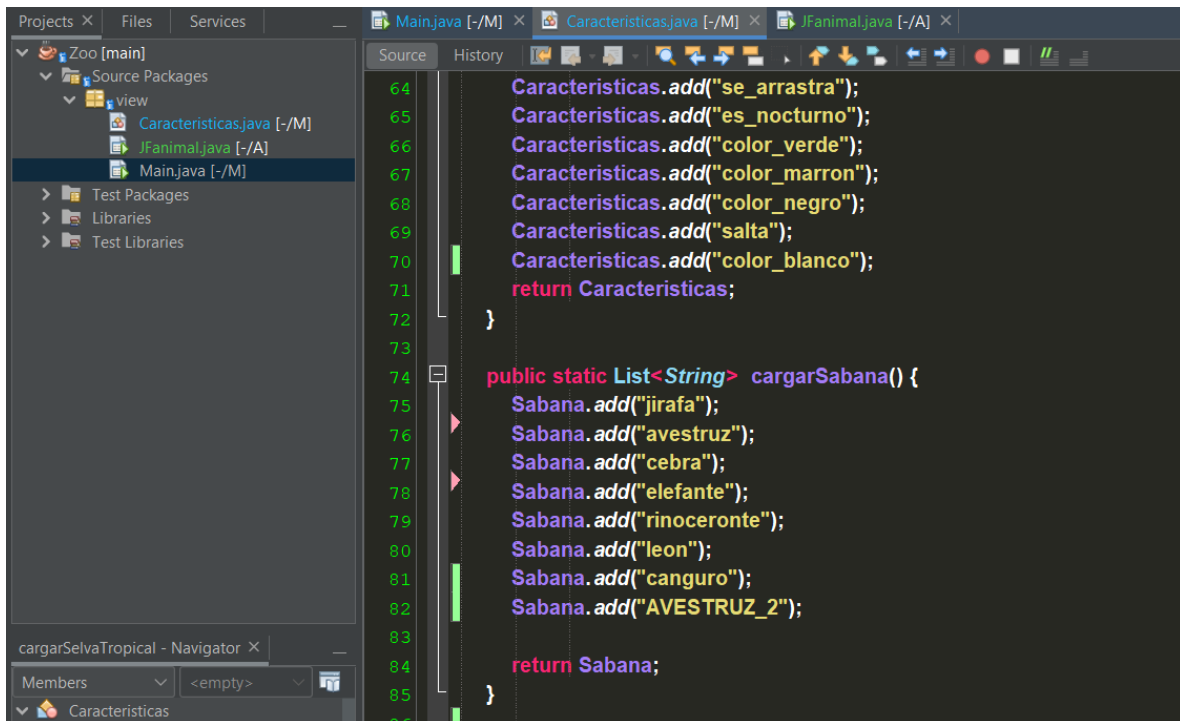 Projects × Files Services
Main.java [-/M] × Caracteristicas.java [-/M] × JFanimal.java [-/A] ×
Zoo [main]
Source Packages
view
Caracteristicas.java [-/M]
JFanimal.java [-/A]
Main.java [-/M]
Test Packages
Libraries
Test Libraries
cargarSelvaTropical - Navigator ×
Members <empty>
Caracteristicas
Source History
64 Caracteristicas.add("se_arrastra");
65 Caracteristicas.add("es_nocturno");
66 Caracteristicas.add("color_verde");
67 Caracteristicas.add("color_marron");
68 Caracteristicas.add("color_negro");
69 Caracteristicas.add("salta");
70 Caracteristicas.add("color_blanco");
71 return Caracteristicas;
72 }
73
74 public static List<String> cargarSabana() {
75 Sabana.add("jirafa");
76 Sabana.add("avestruz");
77 Sabana.add("cebra");
78 Sabana.add("elefante");
79 Sabana.add("rinoceronte");
80 Sabana.add("leon");
81 Sabana.add("canguro");
82 Sabana.add("AVESTRUZ_2");
83
84 return Sabana;
85 }